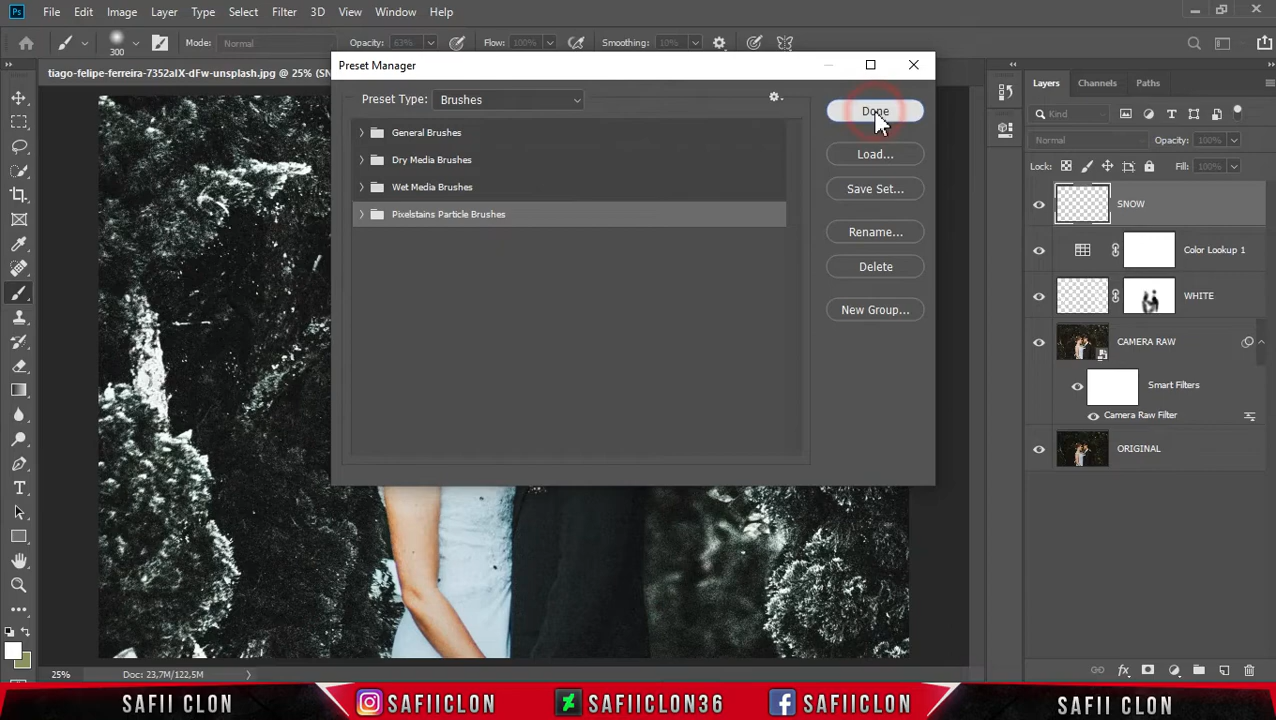 Ps File Edit Image Layer Type Select Filter 3D View Window Help
300 Mode: Normal Opacity: 63% Flow: 100% Smoothing: 10%
tiago-felipe-ferreira-7352aIX-dFw-unsplash.jpg @ 25% (SN
Preset Manager
Preset Type: Brushes
General Brushes
Dry Media Brushes
Wet Media Brushes
Pixelstains Particle Brushes
Done
Load...
Save Set...
Rename...
Delete
New Group...
Layers Channels Paths
Kind
Normal Opacity: 100%
Lock: Fill: 100%
SNOW
Color Lookup 1
WHITE
CAMERA RAW
Smart Filters
Camera Raw Filter
ORIGINAL
25% Doc: 23,7M/122,5M
SAFII CLON SAFIICLON SAFIICLON36 SAFIICLON SAFII CLON